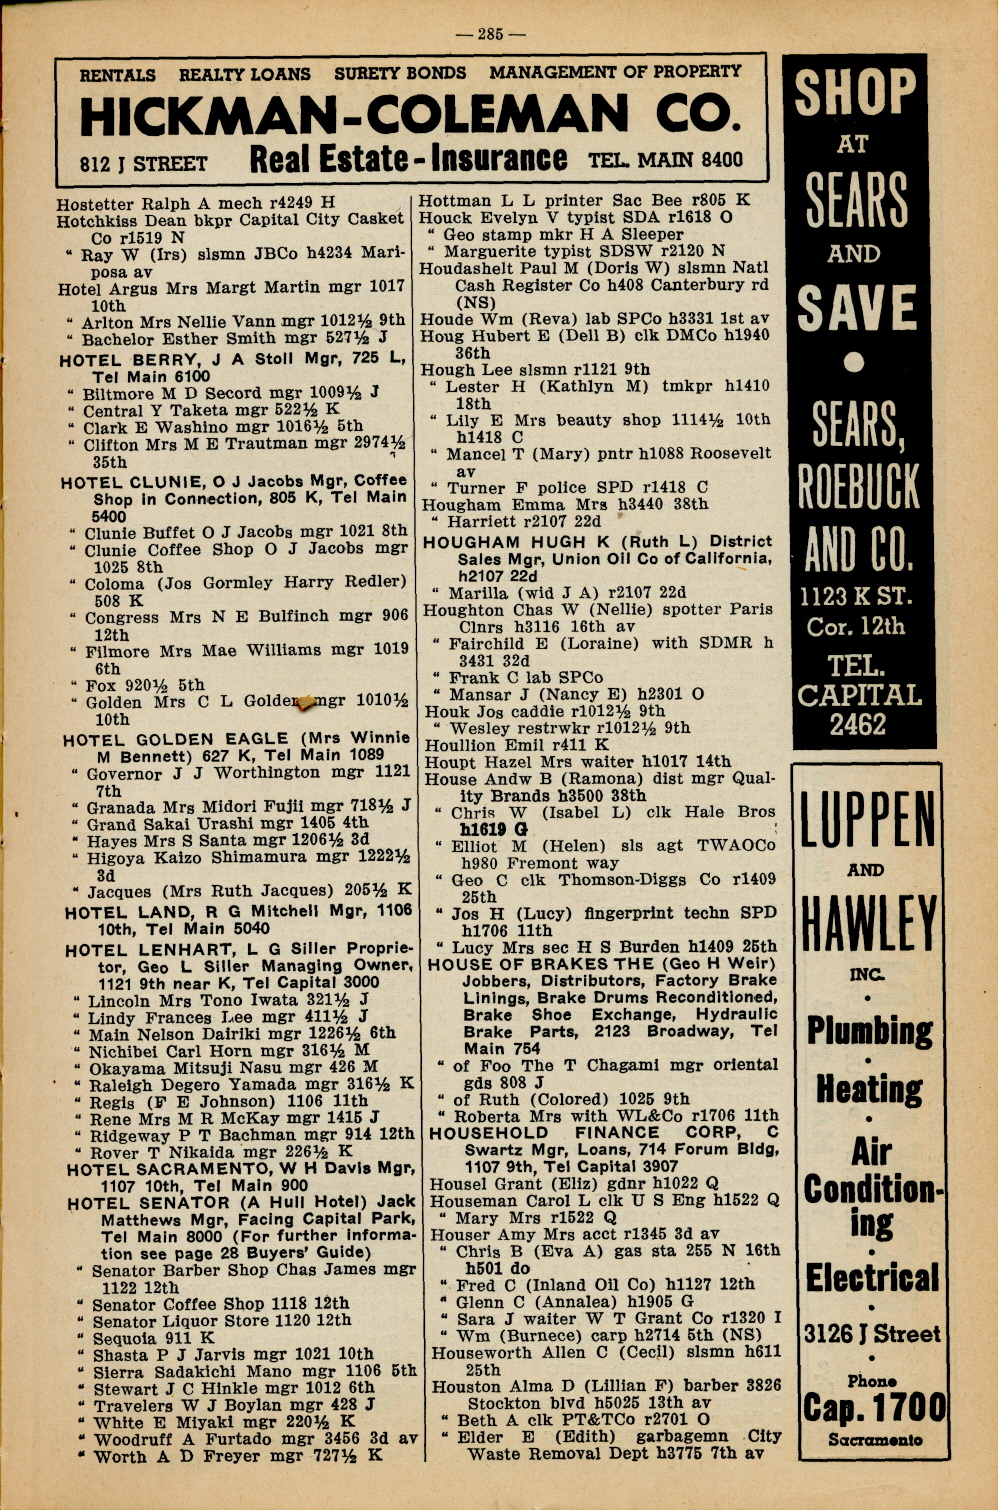 — 285 —
RENTALS REALTY LOANS SURETY BONDS MANAGEMENT OF PROPERTY
HICKMAN-COLEMAN CO.
812 J STREET Real Estate-Insurance TEL. MAIN 8400
Hostetter Ralph A mech r4249 H
Hotchkiss Dean bkpr Capital City Casket
Co r1519 N
" Ray W (Irs) slsmn JBCo h4234 Mari-
posa av
Hotel Argus Mrs Margt Martin mgr 1017
10th
" Arlton Mrs Nellie Vann mgr 1012½ 9th
" Bachelor Esther Smith mgr 527½ J
HOTEL BERRY, J A Stoll Mgr, 725 L,
Tel Main 6100
" Biltmore M D Secord mgr 1009½ J
" Central Y Taketa mgr 522½ K
" Clark E Washino mgr 1016½ 5th
" Clifton Mrs M E Trautman mgr 2974½
35th
HOTEL CLUNIE, O J Jacobs Mgr, Coffee
Shop in Connection, 805 K, Tel Main
5400
" Clunie Buffet O J Jacobs mgr 1021 8th
" Clunie Coffee Shop O J Jacobs mgr
1025 8th
" Coloma (Jos Gormley Harry Redler)
508 K
" Congress Mrs N E Bulfinch mgr 906
12th
" Filmore Mrs Mae Williams mgr 1019
6th
" Fox 920½ 5th
" Golden Mrs C L Golden mgr 1010½
10th
HOTEL GOLDEN EAGLE (Mrs Winnie
M Bennett) 627 K, Tel Main 1089
" Governor J J Worthington mgr 1121
7th
" Granada Mrs Midori Fujii mgr 718½ J
" Grand Sakai Urashi mgr 1405 4th
" Hayes Mrs S Santa mgr 1206½ 3d
" Higoya Kaizo Shimamura mgr 1222½
3d
" Jacques (Mrs Ruth Jacques) 205½ K
HOTEL LAND, R G Mitchell Mgr, 1106
10th, Tel Main 5040
HOTEL LENHART, L G Siller Proprie-
tor, Geo L Siller Managing Owner,
1121 9th near K, Tel Capital 3000
" Lincoln Mrs Tono Iwata 321½ J
" Lindy Frances Lee mgr 411½ J
" Main Nelson Dairiki mgr 1226½ 6th
" Nichibei Carl Horn mgr 316½ M
" Okayama Mitsuji Nasu mgr 426 M
" Raleigh Degero Yamada mgr 316½ K
" Regis (F E Johnson) 1106 11th
" Rene Mrs M R McKay mgr 1415 J
" Ridgeway P T Bachman mgr 914 12th
" Rover T Nikaida mgr 226½ K
HOTEL SACRAMENTO, W H Davis Mgr,
1107 10th, Tel Main 900
HOTEL SENATOR (A Hull Hotel) Jack
Matthews Mgr, Facing Capital Park,
Tel Main 8000 (For further informa-
tion see page 28 Buyers' Guide)
" Senator Barber Shop Chas James mgr
1122 12th
" Senator Coffee Shop 1118 12th
" Senator Liquor Store 1120 12th
" Sequoia 911 K
" Shasta P J Jarvis mgr 1021 10th
" Sierra Sadakichi Mano mgr 1106 5th
" Stewart J C Hinkle mgr 1012 6th
" Travelers W J Boylan mgr 428 J
" White E Miyaki mgr 220½ K
" Woodruff A Furtado mgr 3456 3d av
" Worth A D Freyer mgr 727½ K
Hottman L L printer Sac Bee r805 K
Houck Evelyn V typist SDA r1618 O
" Geo stamp mkr H A Sleeper
" Marguerite typist SDSW r2120 N
Houdashelt Paul M (Doris W) slsmn Natl
Cash Register Co h408 Canterbury rd
(NS)
Houde Wm (Reva) lab SPCo h3331 1st av
Houg Hubert E (Dell B) clk DMCo h1940
36th
Hough Lee slsmn r1121 9th
" Lester H (Kathlyn M) tmkpr h1410
18th
" Lily E Mrs beauty shop 1114½ 10th
h1418 C
" Mancel T (Mary) pntr h1088 Roosevelt
av
" Turner F police SPD r1418 C
Hougham Emma Mrs h3440 38th
" Harriett r2107 22d
HOUGHAM HUGH K (Ruth L) District
Sales Mgr, Union Oil Co of California,
h2107 22d
" Marilla (wid J A) r2107 22d
Houghton Chas W (Nellie) spotter Paris
Clnrs h3116 16th av
" Fairchild E (Loraine) with SDMR h
3431 32d
" Frank C lab SPCo
" Mansar J (Nancy E) h2301 O
Houk Jos caddie r1012½ 9th
" Wesley restrwkr r1012½ 9th
Houllion Emil r411 K
Houpt Hazel Mrs waiter h1017 14th
House Andw B (Ramona) dist mgr Qual-
ity Brands h3500 38th
" Chris W (Isabel L) clk Hale Bros
h1619 G
" Elliot M (Helen) sls agt TWAOCo
h980 Fremont way
" Geo C clk Thomson-Diggs Co r1409
25th
" Jos H (Lucy) fingerprint techn SPD
h1706 11th
" Lucy Mrs sec H S Burden h1409 25th
HOUSE OF BRAKES THE (Geo H Weir)
Jobbers, Distributors, Factory Brake
Linings, Brake Drums Reconditioned,
Brake Shoe Exchange, Hydraulic
Brake Parts, 2123 Broadway, Tel
Main 754
" of Foo The T Chagami mgr oriental
gds 808 J
" of Ruth (Colored) 1025 9th
" Roberta Mrs with WL&Co r1706 11th
HOUSEHOLD FINANCE CORP, C
Swartz Mgr, Loans, 714 Forum Bldg,
1107 9th, Tel Capital 3907
Housel Grant (Eliz) gdnr h1022 Q
Houseman Carol L clk U S Eng h1522 Q
" Mary Mrs r1522 Q
Houser Amy Mrs acct r1345 3d av
" Chris B (Eva A) gas sta 255 N 16th
h501 do
" Fred C (Inland Oil Co) h1127 12th
" Glenn C (Annalea) h1905 G
" Sara J waiter W T Grant Co r1320 I
" Wm (Burnece) carp h2714 5th (NS)
Houseworth Allen C (Cecil) slsmn h611
25th
Houston Alma D (Lillian F) barber 3826
Stockton blvd h5025 13th av
" Beth A clk PT&TCo r2701 O
" Elder E (Edith) garbagemn City
Waste Removal Dept h3775 7th av
SHOP
AT
SEARS
AND
SAVE
•
SEARS,
ROEBUCK
AND CO.
1123 K ST.
Cor. 12th
TEL.
CAPITAL
2462
LUPPEN
AND
HAWLEY
INC.
•
Plumbing
•
Heating
•
Air
Condition-
ing
•
Electrical
•
3126 J Street
•
Phone
Cap. 1700
Sacramento